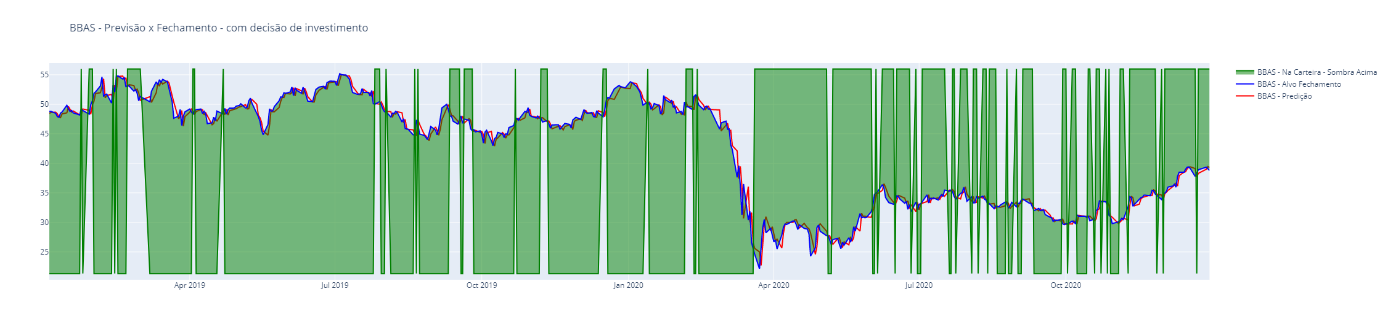 BBAS - Previsão x Fechamento - com decisão de investimento
55
50
45
40
35
30
25
Apr 2019
Jul 2019
Oct 2019
Jan 2020
Apr 2020
Jul 2020
Oct 2020
BBAS - Na Carteira - Sombra Acima
BBAS - Alvo Fechamento
BBAS - Predição